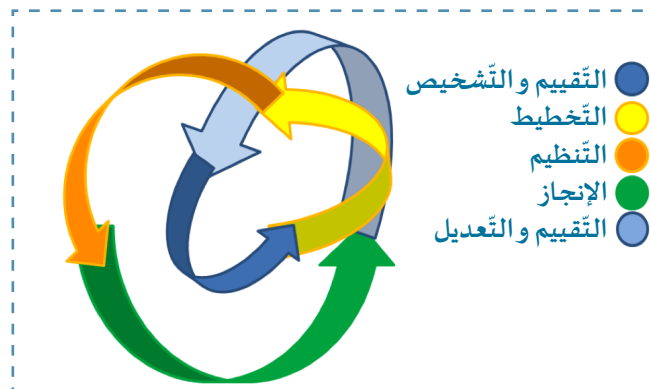 التّقييم والتّشخيص
التّخطيط
التّنظيم
الإنجاز
التّقييم والتّعديل